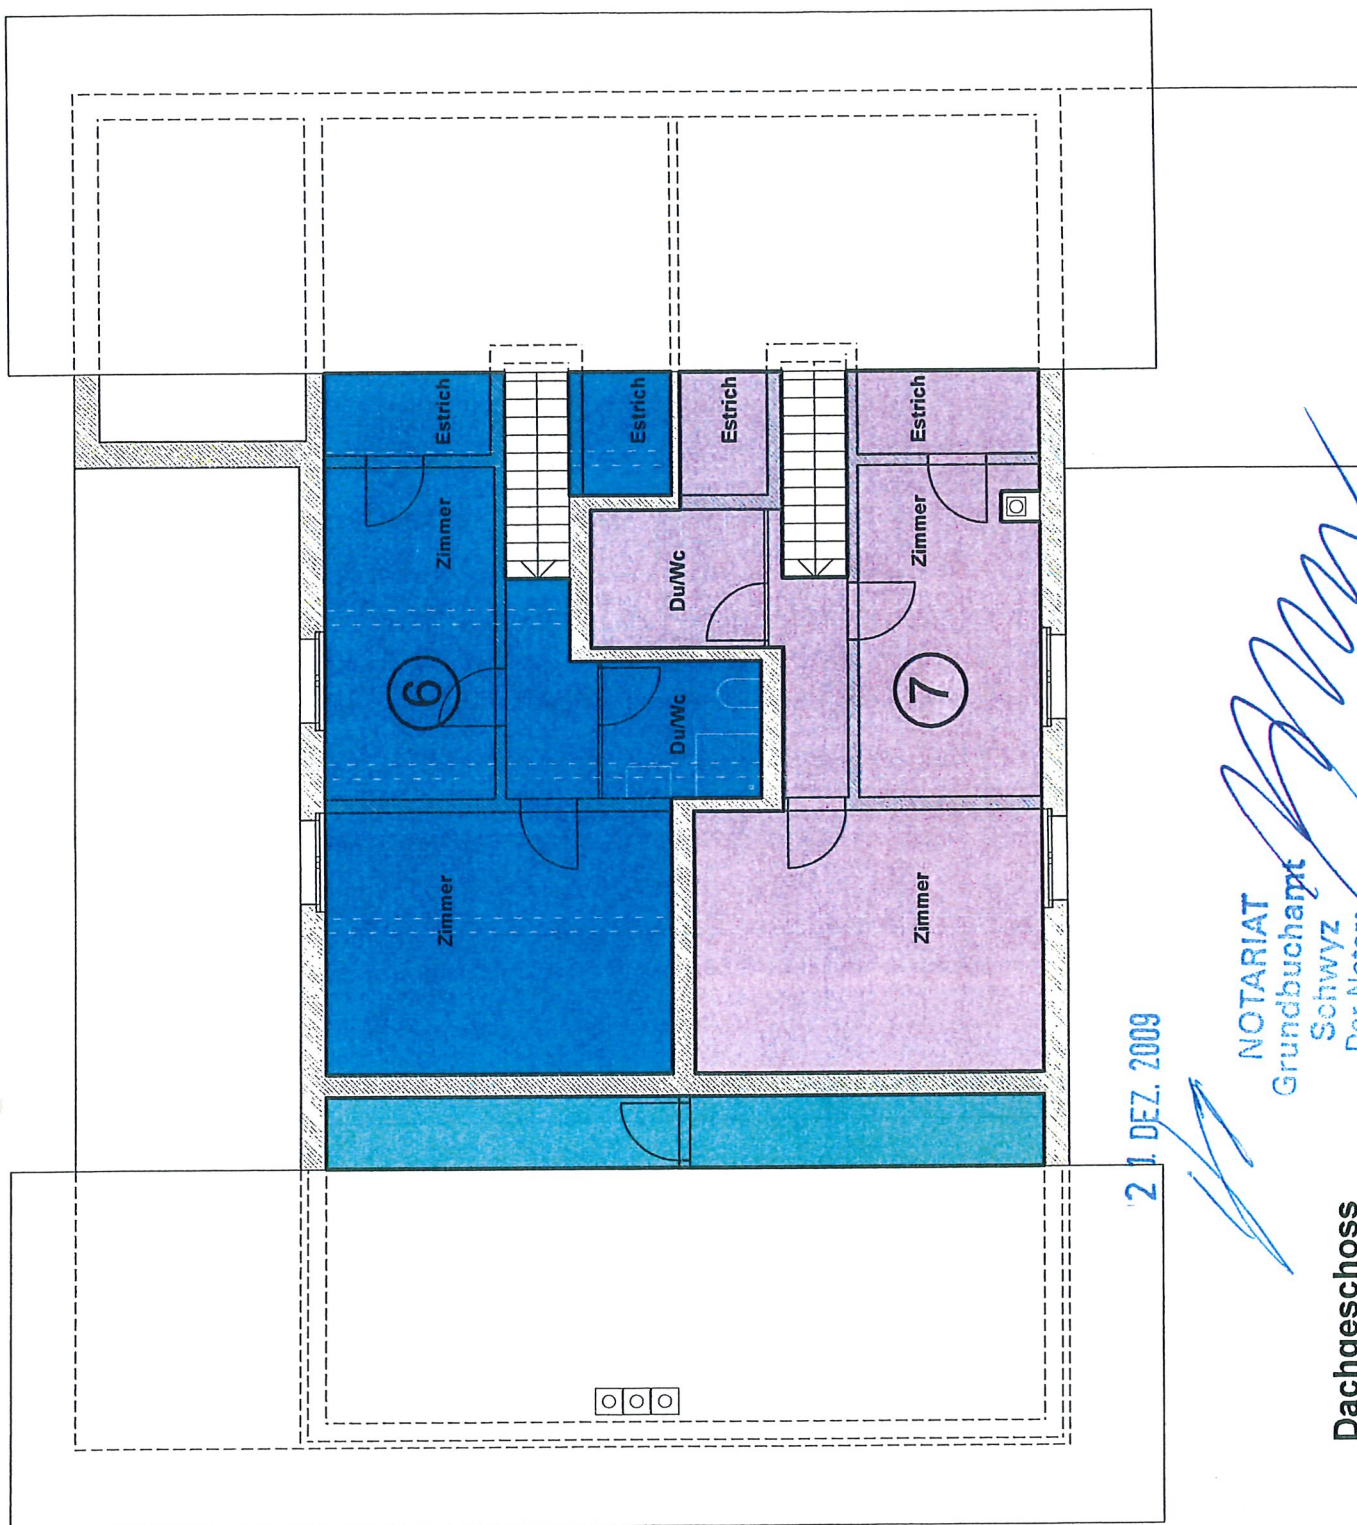 Estrich
Estrich
Estrich
Estrich
Zimmer
Zimmer
Du/Wc
Du/Wc
6
7
Zimmer
Zimmer
DEZ. 2009
NOTARIAT
Grundbuchamt
Schwyz
Dachgeschoss